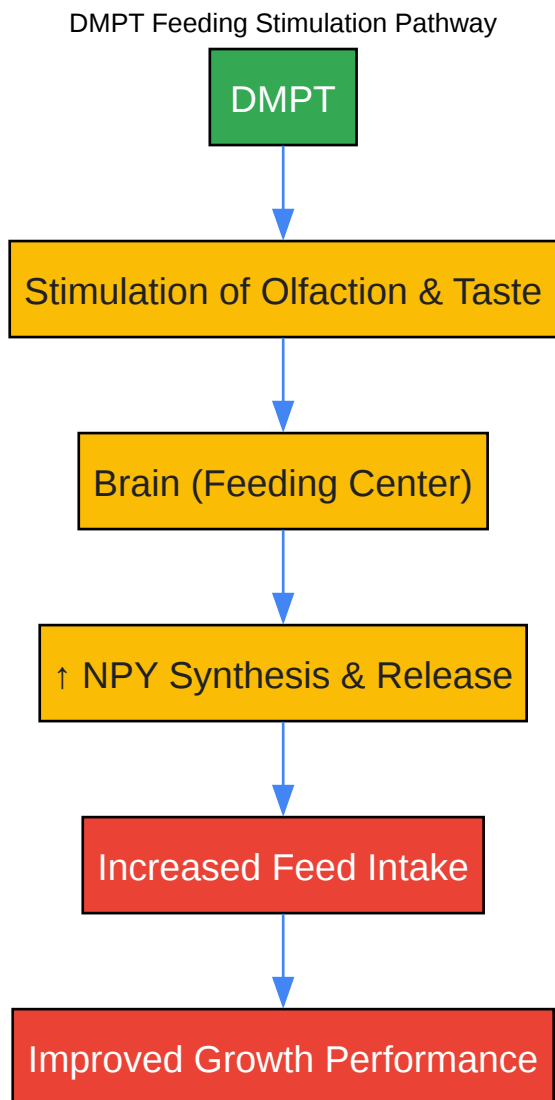 DMPT Feeding Stimulation Pathway
DMPT
Stimulation of Olfaction & Taste
Brain (Feeding Center)
↑ NPY Synthesis & Release
Increased Feed Intake
Improved Growth Performance